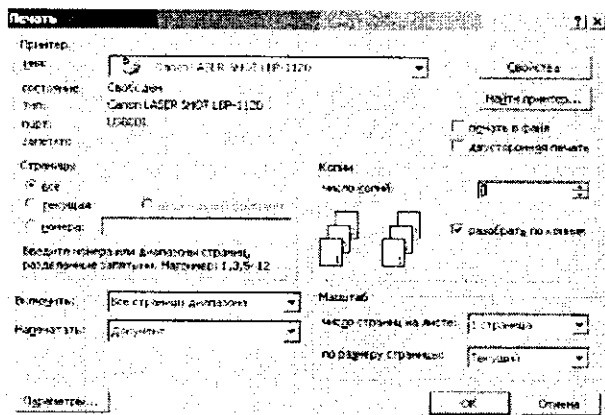 Печать
Принтер
имя: Canon LASER SHOT LBP-1120
Свойства
состояние: Свободен
тип: Canon LASER SHOT LBP-1120
Найти принтер...
порт: USB001
заметки:
печать в файл
двусторонняя печать
Страницы
все
текущая
номера:
Введите номера или диапазоны страниц,
разделенные запятыми. Например: 1,3,5-12
Копии
число копий:
разобрать по копиям
Включить: Все страницы диапазона
Напечатать: Документ
Масштаб
число страниц на листе: 1 страница
по размеру страницы: Текущий
Параметры...
OK
Отмена